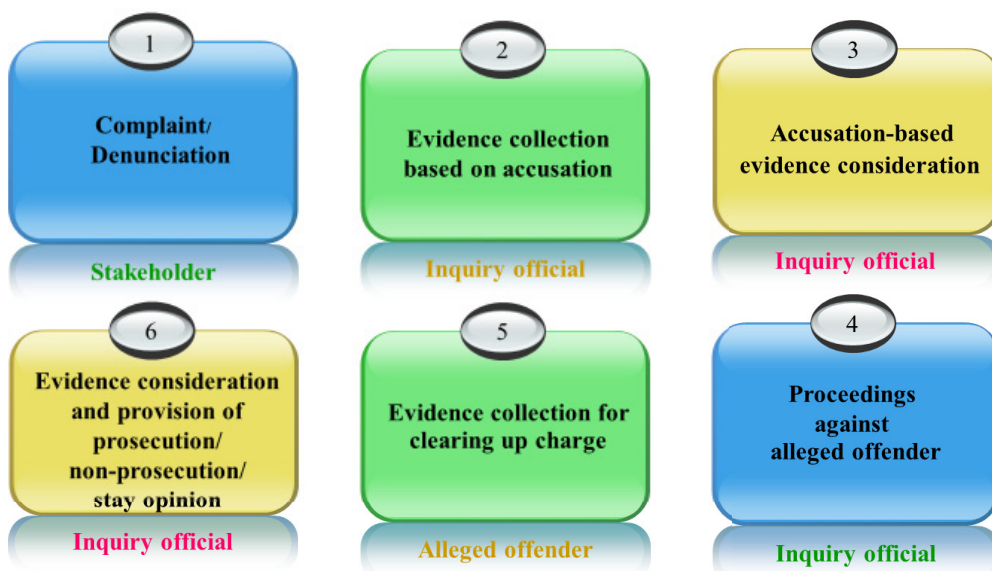 1
Complaint/
Denunciation
Stakeholder
2
Evidence collection
based on accusation
Inquiry official
3
Accusation-based
evidence consideration
Inquiry official
6
Evidence consideration
and provision of
prosecution/
non-prosecution/
stay opinion
Inquiry official
5
Evidence collection for
clearing up charge
Alleged offender
4
Proceedings
against
alleged offender
Inquiry official